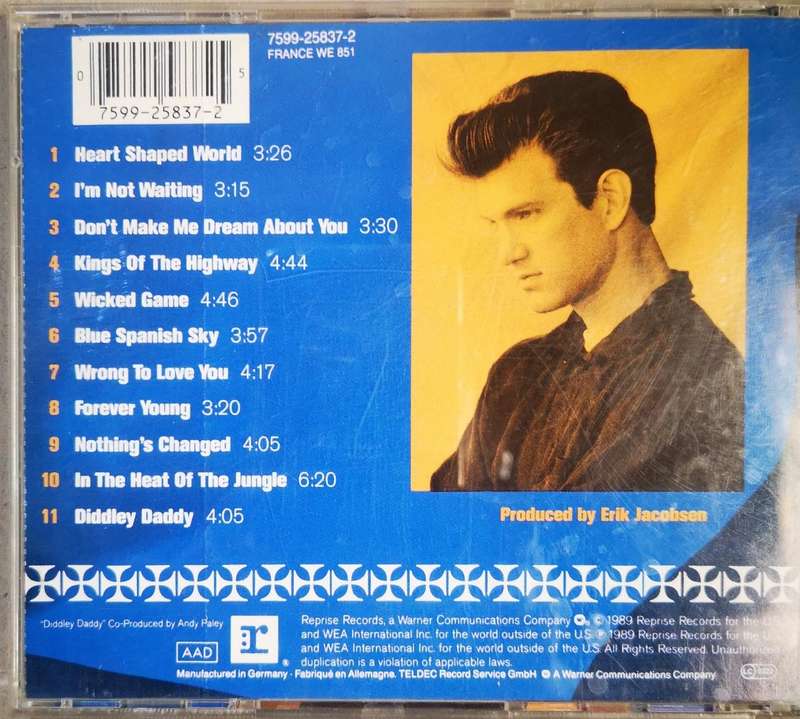 7599-25837-2
FRANCE WE 851
0 5
7599-25837-2
1 Heart Shaped World 3:26
2 I'm Not Waiting 3:15
3 Don't Make Me Dream About You 3:30
4 Kings Of The Highway 4:44
5 Wicked Game 4:46
6 Blue Spanish Sky 3:57
7 Wrong To Love You 4:17
8 Forever Young 3:20
9 Nothing's Changed 4:05
10 In The Heat Of The Jungle 6:20
11 Diddley Daddy 4:05
Produced by Erik Jacobsen
"Diddley Daddy" Co-Produced by Andy Paley
AAD
r ®
Reprise Records, a Warner Communications Company. © 1989 Reprise Records for the U.S.
and WEA International Inc. for the world outside of the U.S. ℗ 1989 Reprise Records for the U.
and WEA International Inc. for the world outside of the U.S. All Rights Reserved. Unauthorized
duplication is a violation of applicable laws.
Manufactured in Germany · Fabriqué en Allemagne. TELDEC Record Service GmbH A Warner Communications Company.
LC